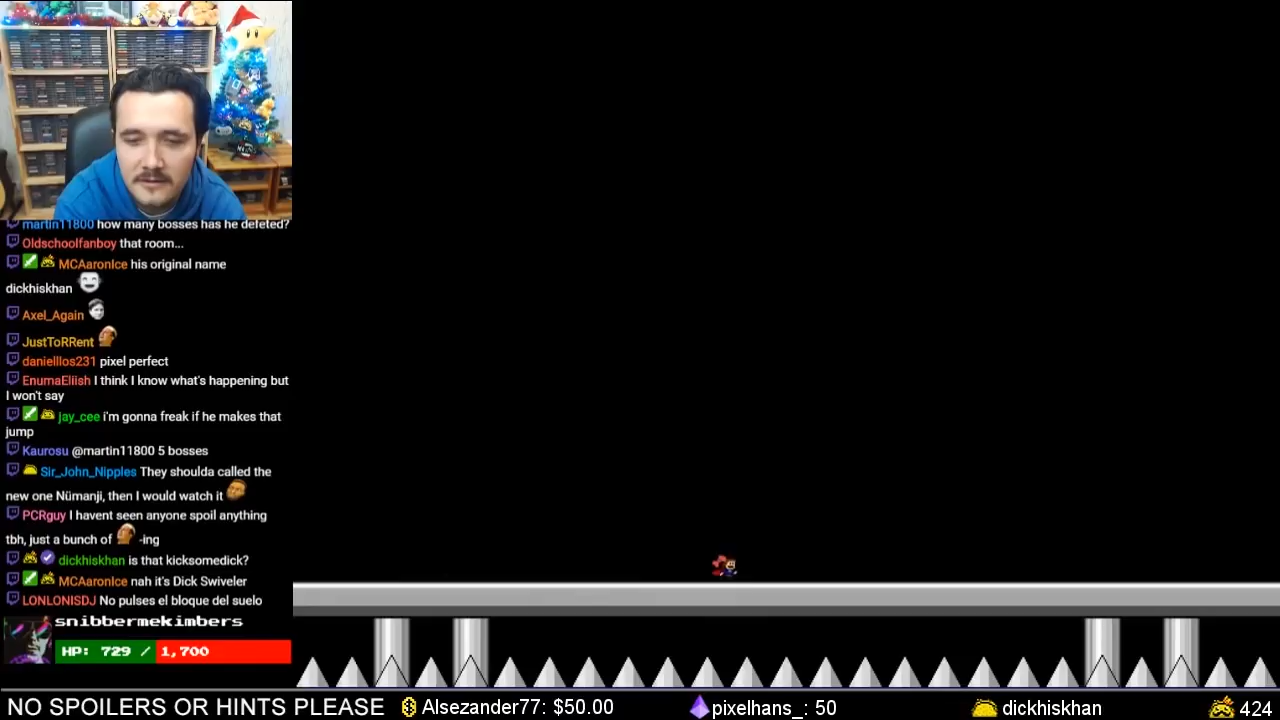 martin11800 how many bosses has he defeted?
Oldschoolfanboy that room...
MCAaronIce his original name
dickhiskhan
Axel_Again
JustToRRent
danielllos231 pixel perfect
EnumaEliish I think I know what's happening but
I won't say
jay_cee i'm gonna freak if he makes that
jump
Kaurosu @martin11800 5 bosses
Sir_John_Nipples They shoulda called the
new one Nümanji, then I would watch it
PCRguy I havent seen anyone spoil anything
tbh, just a bunch of -ing
dickhiskhan is that kicksomedick?
MCAaronIce nah it's Dick Swiveler
LONLONISDJ No pulses el bloque del suelo
snibbermekimbers
HP: 729 / 1,700
NO SPOILERS OR HINTS PLEASE Alsezander77: $50.00 pixelhans_: 50 dickhiskhan 424